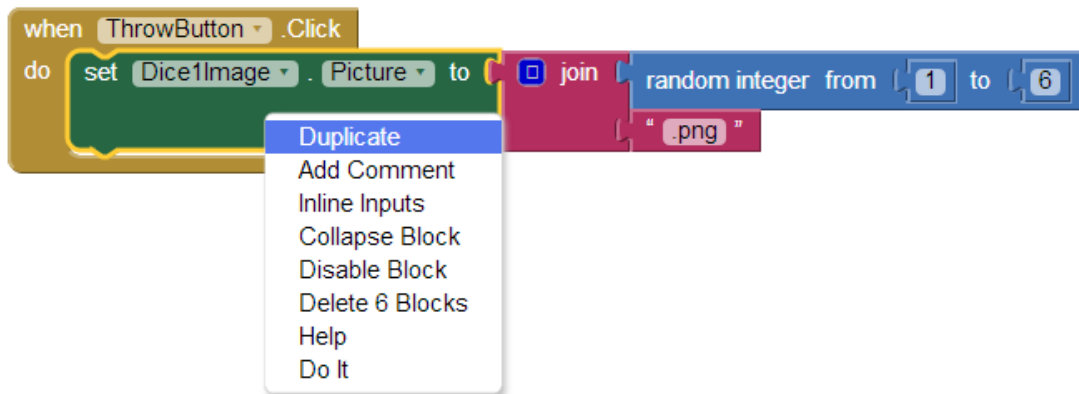 when ThrowButton .Click
do set Dice1Image . Picture to join random integer from 1 to 6
" .png "
Duplicate
Add Comment
Inline Inputs
Collapse Block
Disable Block
Delete 6 Blocks
Help
Do It